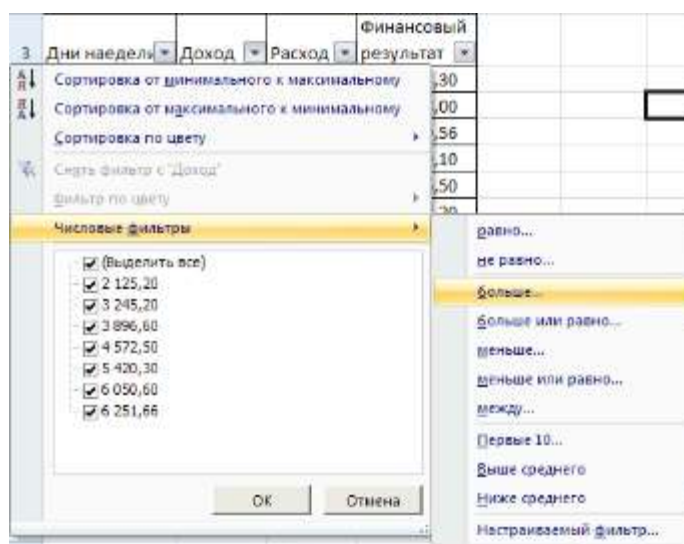 Финансовый
3 Дни наедели Доход Расход результат
Сортировка от минимального к максимальному ,30
Сортировка от максимального к минимальному ,00
Сортировка по цвету ,56
Снять фильтр с "Доход" ,10
Фильтр по цвету ,50
Числовые фильтры
(Выделить все)
2 125,20
3 245,20
3 896,60
4 572,50
5 420,30
6 050,60
6 251,66
ОК Отмена
равно...
не равно...
больше...
больше или равно...
меньше...
меньше или равно...
между...
Первые 10...
Выше среднего
Ниже среднего
Настраиваемый фильтр...